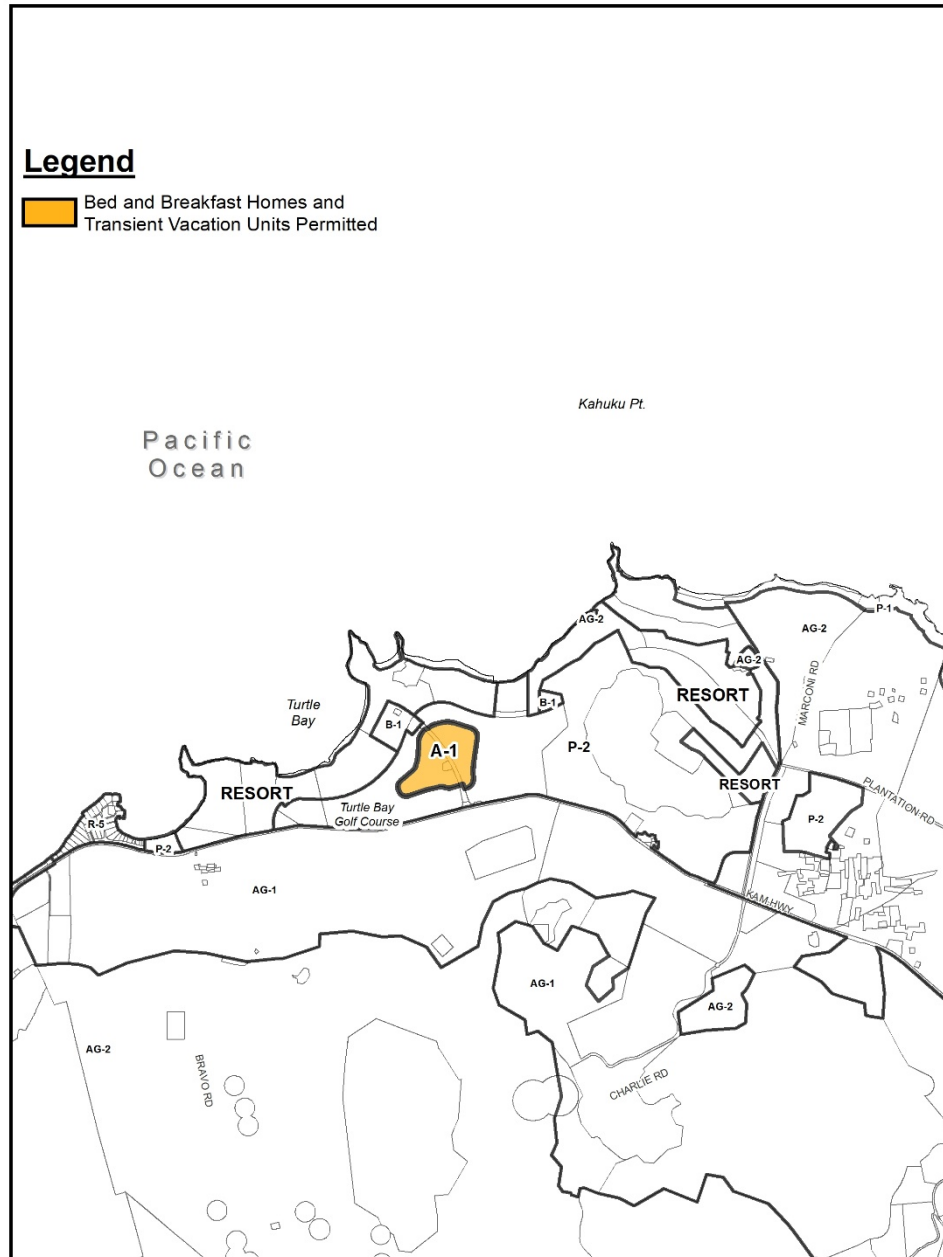 Legend
Bed and Breakfast Homes and
Transient Vacation Units Permitted
Kahuku Pt.
Pacific
Ocean
P-1
AG-2
AG-2
AG-2
MARCONI RD
RESORT
Turtle
Bay
B-1
B-1
A-1
P-2
RESORT
RESORT
PLANTATION RD
Turtle Bay
Golf Course
R-5
P-2
P-2
AG-1
KAM HWY
AG-1
AG-2
AG-2
BRAVO RD
CHARLIE RD